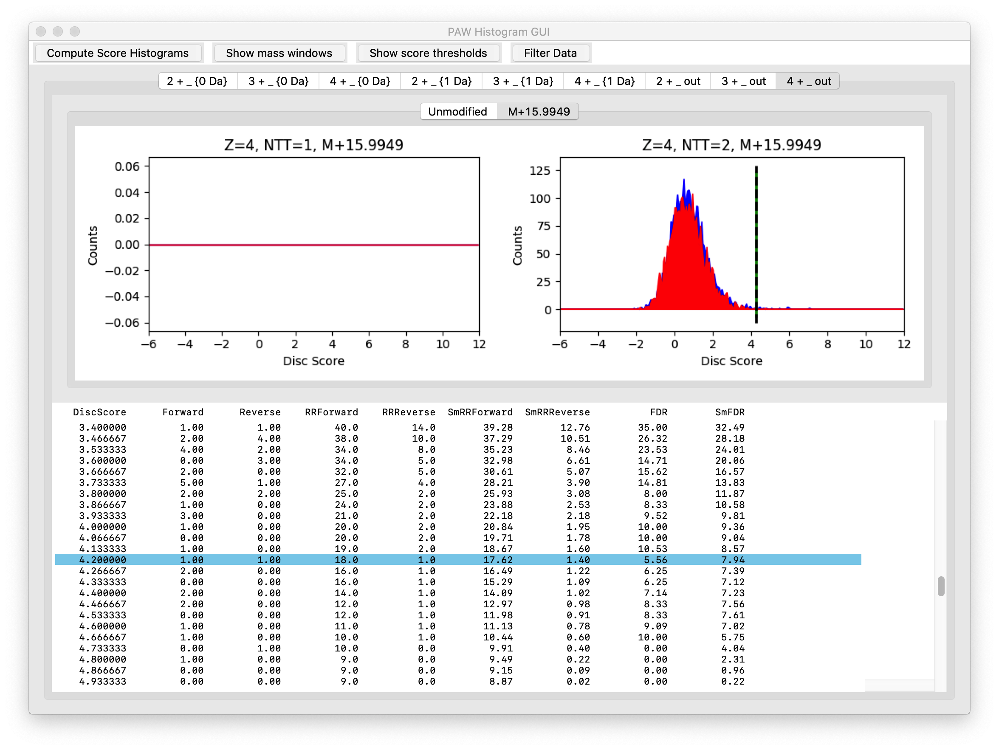 PAW Histogram GUI
Compute Score Histograms Show mass windows Show score thresholds Filter Data
2 + _ {0 Da} 3 + _ {0 Da} 4 + _ {0 Da} 2 + _ {1 Da} 3 + _ {1 Da} 4 + _ {1 Da} 2 + _ out 3 + _ out 4 + _ out
Unmodified M+15.9949
Z=4, NTT=1, M+15.9949
0.06
0.04
0.02
0.00
−0.02
−0.04
−0.06
Counts
−6 −4 −2 0 2 4 6 8 10 12
Disc Score
Z=4, NTT=2, M+15.9949
125
100
75
50
25
0
Counts
−6 −4 −2 0 2 4 6 8 10 12
Disc Score
DiscScore Forward Reverse RRForward RRReverse SmRRForward SmRRReverse FDR SmFDR
3.400000 1.00 1.00 40.0 14.0 39.28 12.76 35.00 32.49
3.466667 2.00 4.00 38.0 10.0 37.29 10.51 26.32 28.18
3.533333 4.00 2.00 34.0 8.0 35.23 8.46 23.53 24.01
3.600000 0.00 3.00 34.0 5.0 32.98 6.61 14.71 20.06
3.666667 2.00 0.00 32.0 5.0 30.61 5.07 15.62 16.57
3.733333 5.00 1.00 27.0 4.0 28.21 3.90 14.81 13.83
3.800000 2.00 2.00 25.0 2.0 25.93 3.08 8.00 11.87
3.866667 1.00 0.00 24.0 2.0 23.88 2.53 8.33 10.58
3.933333 3.00 0.00 21.0 2.0 22.18 2.18 9.52 9.81
4.000000 1.00 0.00 20.0 2.0 20.84 1.95 10.00 9.36
4.066667 0.00 0.00 20.0 2.0 19.71 1.78 10.00 9.04
4.133333 1.00 0.00 19.0 2.0 18.67 1.60 10.53 8.57
4.200000 1.00 1.00 18.0 1.0 17.62 1.40 5.56 7.94
4.266667 2.00 0.00 16.0 1.0 16.49 1.22 6.25 7.39
4.333333 0.00 0.00 16.0 1.0 15.29 1.09 6.25 7.12
4.400000 2.00 0.00 14.0 1.0 14.09 1.02 7.14 7.23
4.466667 2.00 0.00 12.0 1.0 12.97 0.98 8.33 7.56
4.533333 0.00 0.00 12.0 1.0 11.98 0.91 8.33 7.61
4.600000 1.00 0.00 11.0 1.0 11.13 0.78 9.09 7.02
4.666667 1.00 0.00 10.0 1.0 10.44 0.60 10.00 5.75
4.733333 0.00 1.00 10.0 0.0 9.91 0.40 0.00 4.04
4.800000 1.00 0.00 9.0 0.0 9.49 0.22 0.00 2.31
4.866667 0.00 0.00 9.0 0.0 9.15 0.09 0.00 0.96
4.933333 0.00 0.00 9.0 0.0 8.87 0.02 0.00 0.22